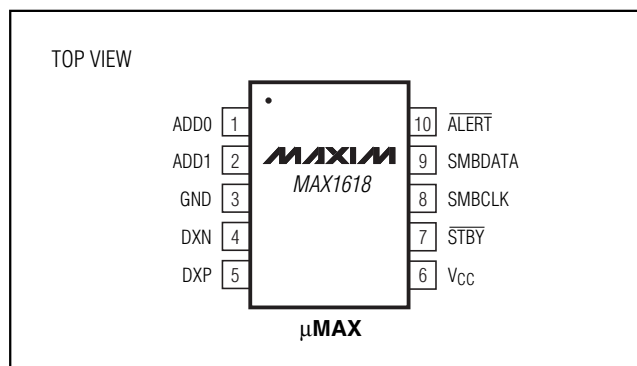 TOP VIEW
ADD0 1
ADD1 2
GND 3
DXN 4
DXP 5
MAXIM
MAX1618
10 ALERT
9 SMBDATA
8 SMBCLK
7 STBY
6 VCC
µMAX